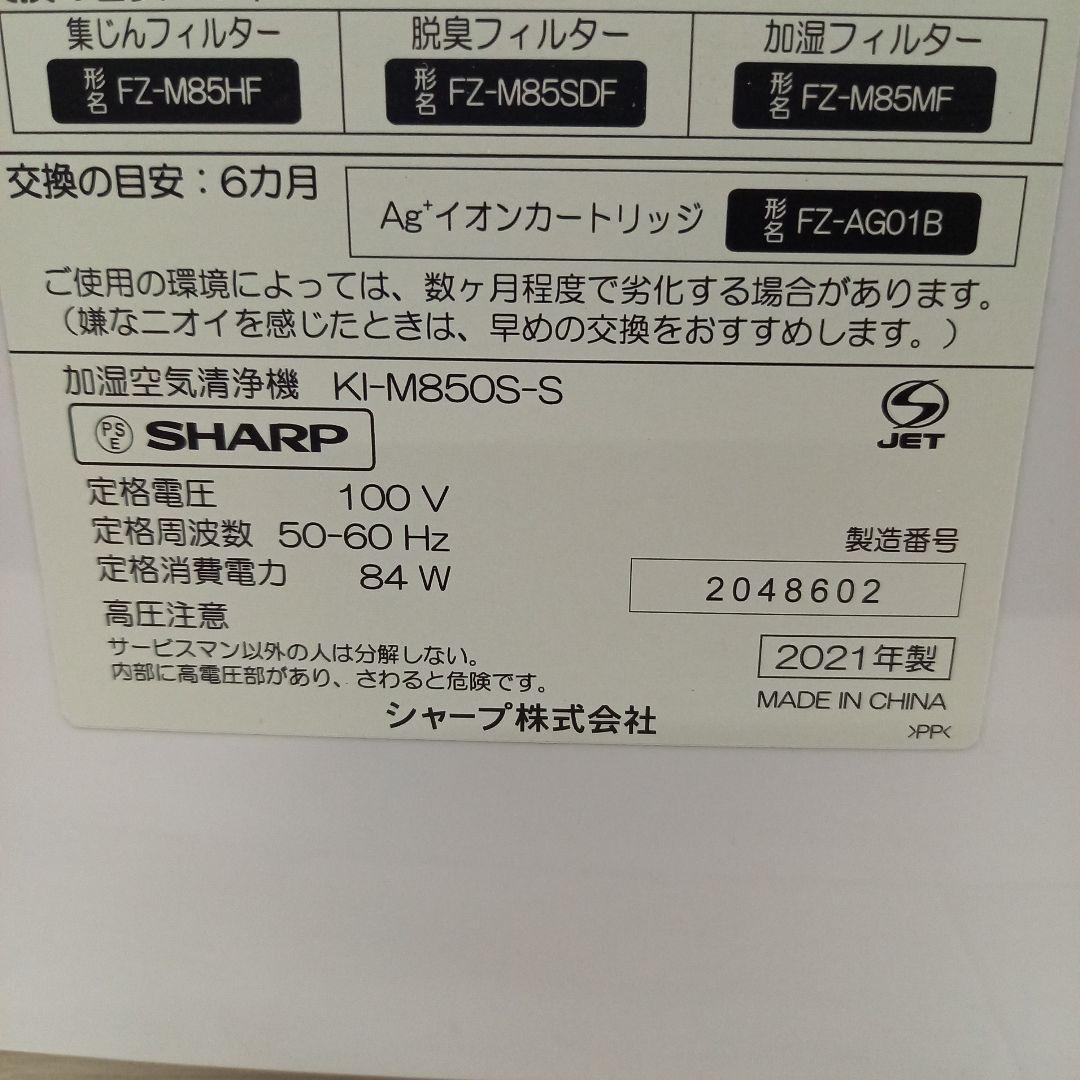 集じんフィルター 脱臭フィルター 加湿フィルター
形名 FZ-M85HF 形名 FZ-M85SDF 形名 FZ-M85MF
交換の目安：6カ月
Ag⁺イオンカートリッジ 形名 FZ-AG01B
ご使用の環境によっては、数ヶ月程度で劣化する場合があります。
（嫌なニオイを感じたときは、早めの交換をおすすめします。）
加湿空気清浄機 KI-M850S-S
PSE SHARP
JET
定格電圧 100 V
定格周波数 50-60 Hz
定格消費電力 84 W
製造番号
2048602
高圧注意
サービスマン以外の人は分解しない。
内部に高電圧部があり、さわると危険です。
2021年製
シャープ株式会社
MADE IN CHINA
>PP<